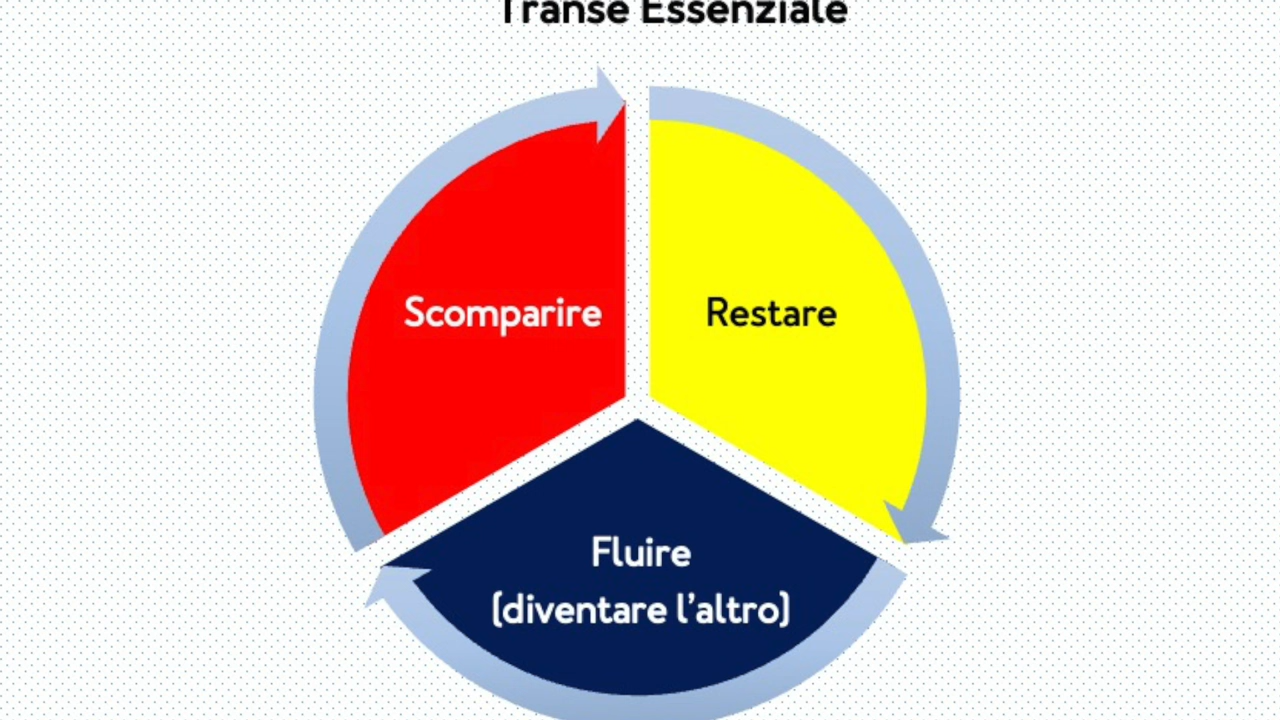 Transe Essenziale
Scomparire
Restare
Fluire
(diventare l'altro)